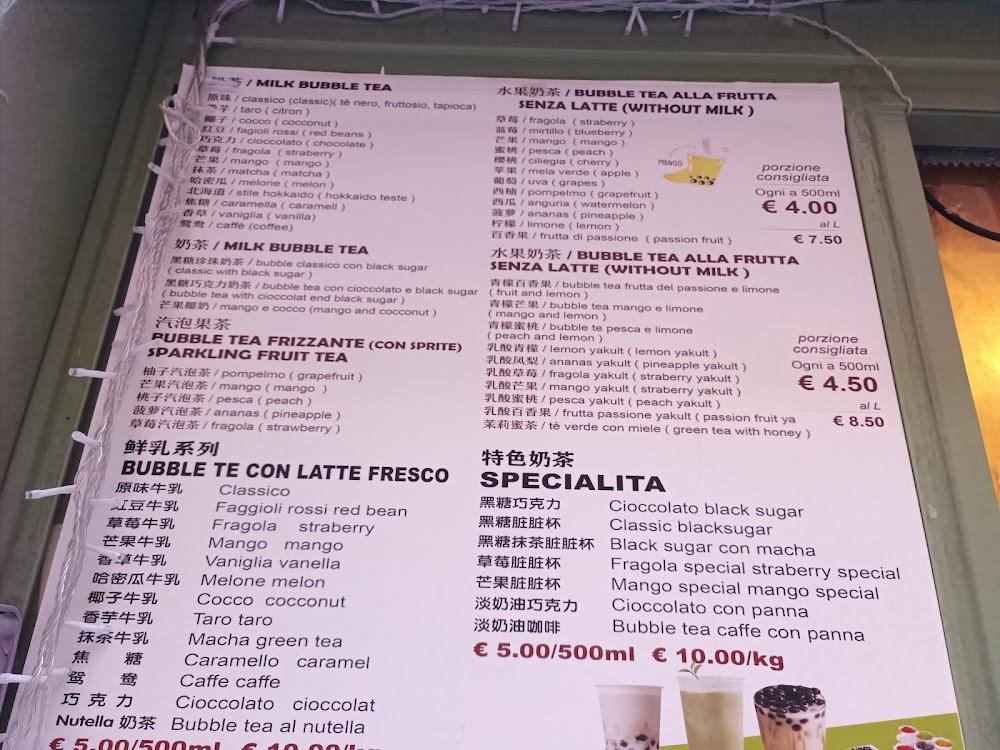 茶 / MILK BUBBLE TEA
原味 / classico (classic)( tè nero, fruttosio, tapioca)
芋 / taro ( citron )
椰子 / cocco ( cocconut )
红豆 / fagioli rossi ( red beans )
巧克力 / cioccolato ( chocolate )
草莓 / fragola ( straberry )
芒果 / mango ( mango )
抹茶 / matcha ( matcha )
哈密瓜 / melone ( melon )
北海道 / stile hokkaido ( hokkaido teste )
焦糖 / caramella ( caramell )
香草 / vaniglia ( vanilla)
鸳鸯 / caffè (coffee)
奶茶 / MILK BUBBLE TEA
黑糖珍珠奶茶 / bubble classico con black sugar
( classic with black sugar )
黑糖巧克力奶茶 / bubble tea con cioccolato e black sugar
( bubble tea with cioccolat end black sugar )
芒果椰奶 / mango e cocco (mango and cocconut )
汽泡果茶
BUBBLE TEA FRIZZANTE (CON SPRITE)
SPARKLING FRUIT TEA
柚子汽泡茶 / pompelmo ( grapefruit )
芒果汽泡茶 / mango ( mango )
桃子汽泡茶 / pesca ( peach )
菠萝汽泡茶 / ananas ( pineapple )
草莓汽泡茶 / fragola ( strawberry )
鲜乳系列
BUBBLE TE CON LATTE FRESCO
原味牛乳 Classico
红豆牛乳 Faggioli rossi red bean
草莓牛乳 Fragola straberry
芒果牛乳 Mango mango
香草牛乳 Vaniglia vanella
哈密瓜牛乳 Melone melon
椰子牛乳 Cocco cocconut
香芋牛乳 Taro taro
抹茶牛乳 Macha green tea
焦 糖 Caramello caramel
鸳 鸯 Caffe caffe
巧 克 力 Cioccolato cioccolat
Nutella 奶茶 Bubble tea al nutella
€ 5.00/500ml € 10.00/kg
水果奶茶 / BUBBLE TEA ALLA FRUTTA
SENZA LATTE (WITHOUT MILK )
草莓 / fragola ( straberry )
蓝莓 / mirtillo ( blueberry )
芒果 / mango ( mango )
蜜桃 / pesca ( peach )
樱桃 / ciliegia ( cherry )
苹果 / mela verde ( apple )
葡萄 / uva ( grapes )
西柚 / pompelmo ( grapefruit )
西瓜 / anguria ( watermelon )
菠萝 / ananas ( pineapple )
柠檬 / limone ( lemon )
百香果 / frutta di passione ( passion fruit )
MANGO
porzione
consigliata
Ogni a 500ml
€ 4.00
al L
€ 7.50
水果奶茶 / BUBBLE TEA ALLA FRUTTA
SENZA LATTE (WITHOUT MILK )
青檬百香果 / bubble tea frutta del passione e limone
( fruit and lemon )
青檬芒果 / bubble tea mango e limone
( mango and lemon )
青檬蜜桃 / bubble te pesca e limone
( peach and lemon )
乳酸青檬 / lemon yakult ( lemon yakult )
乳酸凤梨 / ananas yakult ( pineapple yakult )
乳酸草莓 / fragola yakult ( straberry yakult )
乳酸芒果 / mango yakult ( straberry yakult )
乳酸蜜桃 / pesca yakult ( peach yakult )
乳酸百香果 / frutta passione yakult ( passion fruit ya
茉莉蜜茶 / tè verde con miele ( green tea with honey )
porzione
consigliata
Ogni a 500ml
€ 4.50
al L
€ 8.50
特色奶茶
SPECIALITA
黑糖巧克力 Cioccolato black sugar
黑糖脏脏杯 Classic blacksugar
黑糖抹茶脏脏杯 Black sugar con macha
草莓脏脏杯 Fragola special straberry special
芒果脏脏杯 Mango special mango special
淡奶油巧克力 Cioccolato con panna
淡奶油咖啡 Bubble tea caffe con panna
€ 5.00/500ml € 10.00/kg